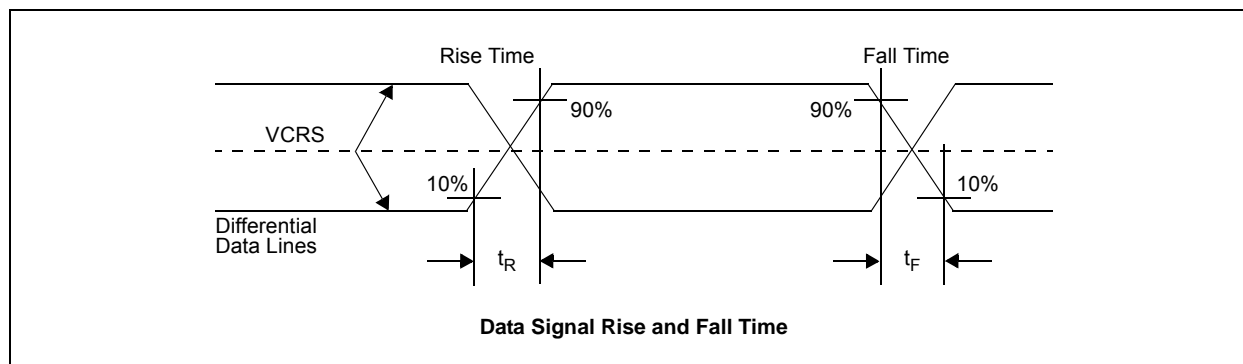 Rise Time
Fall Time
90%
90%
VCRS
10%
10%
Differential
Data Lines
tR
tF
Data Signal Rise and Fall Time